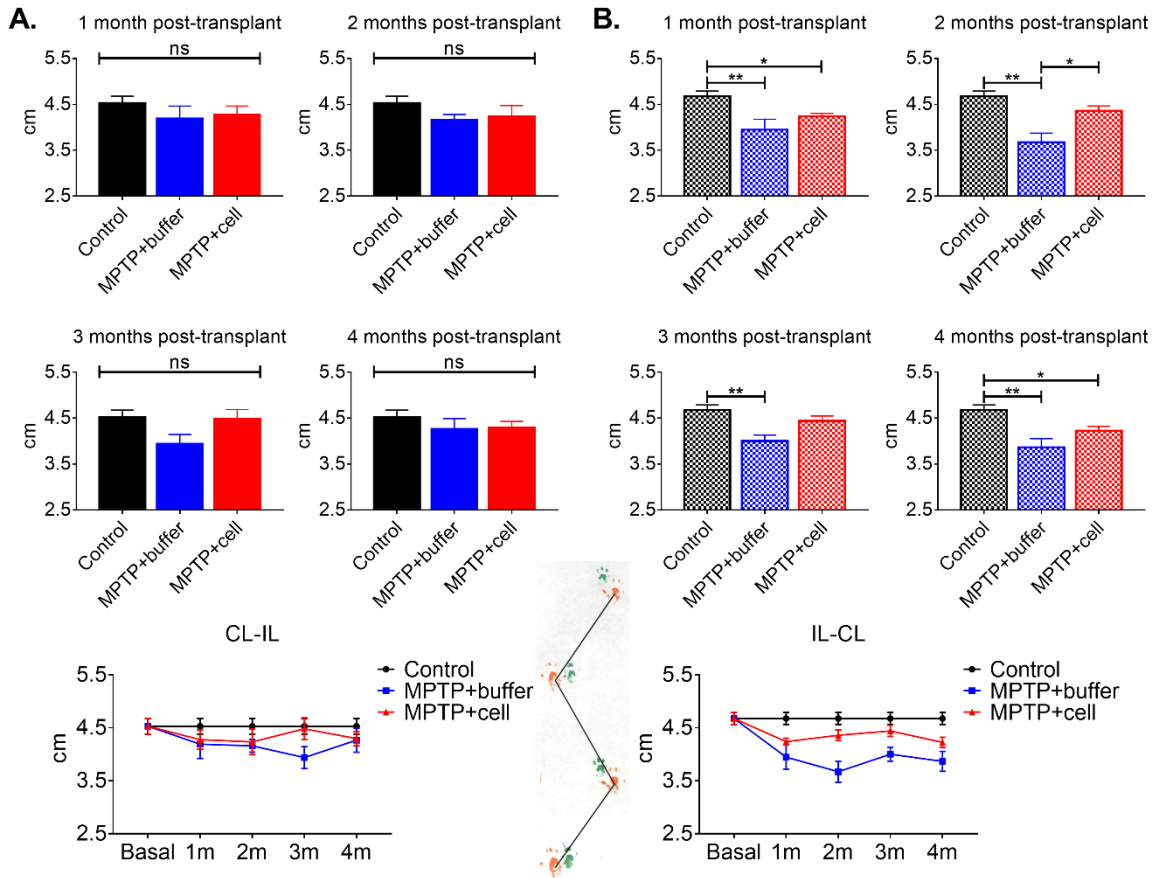 A.
1 month post-transplant
ns
5.5
4.5
3.5
2.5
cm
Control
MPTP+buffer
MPTP+cell
2 months post-transplant
ns
5.5
4.5
3.5
2.5
cm
Control
MPTP+buffer
MPTP+cell
B.
1 month post-transplant
*
**
5.5
4.5
3.5
2.5
cm
Control
MPTP+buffer
MPTP+cell
2 months post-transplant
** *
5.5
4.5
3.5
2.5
cm
Control
MPTP+buffer
MPTP+cell
3 months post-transplant
ns
5.5
4.5
3.5
2.5
cm
Control
MPTP+buffer
MPTP+cell
4 months post-transplant
ns
5.5
4.5
3.5
2.5
cm
Control
MPTP+buffer
MPTP+cell
3 months post-transplant
**
5.5
4.5
3.5
2.5
cm
Control
MPTP+buffer
MPTP+cell
4 months post-transplant
*
**
5.5
4.5
3.5
2.5
cm
Control
MPTP+buffer
MPTP+cell
CL-IL
5.5
4.5
3.5
2.5
cm
Control
MPTP+buffer
MPTP+cell
Basal 1m 2m 3m 4m
IL-CL
5.5
4.5
3.5
2.5
cm
Control
MPTP+buffer
MPTP+cell
Basal 1m 2m 3m 4m